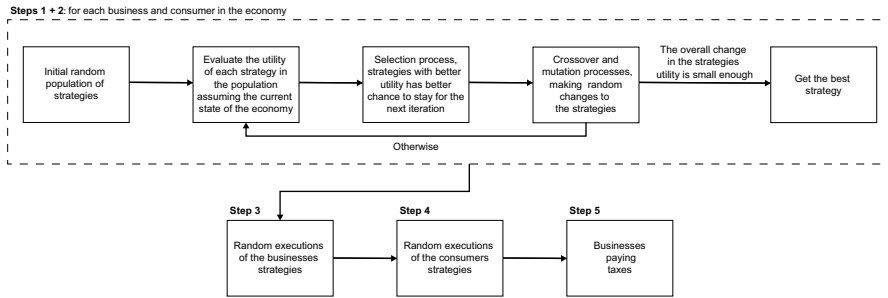 Steps 1 + 2: for each business and consumer in the economy
Initial random
population of
strategies
Evaluate the utility
of each strategy in
the population
assuming the current
state of the economy
Selection process,
strategies with better
utility has better
chance to stay for the
next iteration
Crossover and
mutation processes,
making random
changes to
the strategies
The overall change
in the strategies
utility is small enough
Get the best
strategy
Otherwise
Step 3
Random executions
of the businesses
strategies
Step 4
Random executions
of the consumers
strategies
Step 5
Businesses
paying
taxes